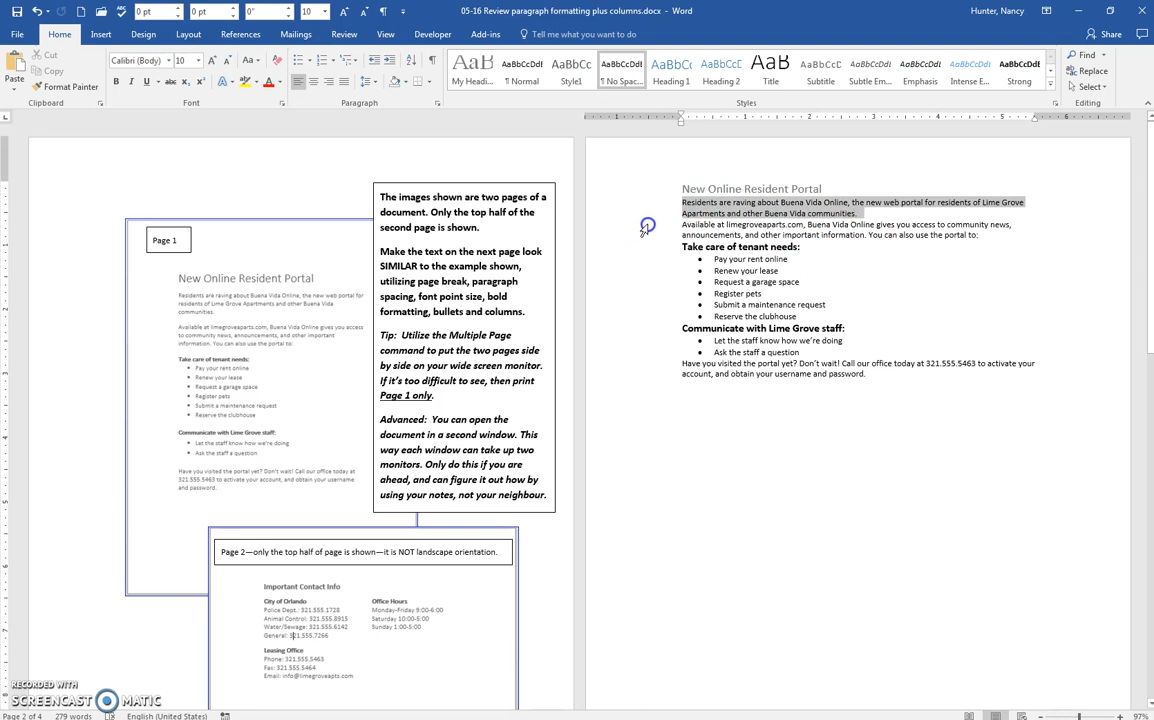 0 pt
0 pt
0"
10
05-16 Review paragraph formatting plus columns.docx - Word
Hunter, Nancy
File
Home
Insert
Design
Layout
References
Mailings
Review
View
Developer
Add-ins
Tell me what you want to do
Share
Paste
Cut
Copy
Format Painter
Clipboard
Calibri (Body)
10
Font
Paragraph
AaB
My Headi...
AaBbCcDdI
¶ Normal
AaBbCc
Style1
AaBbCcDdI
¶ No Spac...
AaBbCc
Heading 1
AaBbCcD
Heading 2
AaB
Title
AaBbCcD
Subtitle
AaBbCcDd
Subtle Em...
AaBbCcDd
Emphasis
AaBbCcDd
Intense E...
AaBbCcDd
Strong
Styles
Find
Replace
Select
Editing
Page 1
New Online Resident Portal
Residents are raving about Buena Vida Online, the new web portal for
residents of Lime Grove Apartments and other Buena Vida
communities.
Available at limegroveaparts.com, Buena Vida Online gives you access
to community news, announcements, and other important
information. You can also use the portal to:
Take care of tenant needs:
• Pay your rent online
• Renew your lease
• Request a garage space
• Register pets
• Submit a maintenance request
• Reserve the clubhouse
Communicate with Lime Grove staff:
• Let the staff know how we're doing
• Ask the staff a question
Have you visited the portal yet? Don't wait! Call our office today at
321.555.5463 to activate your account, and obtain your username
and password.
The images shown are two pages of a
document. Only the top half of the
second page is shown.
Make the text on the next page look
SIMILAR to the example shown,
utilizing page break, paragraph
spacing, font point size, bold
formatting, bullets and columns.
Tip: Utilize the Multiple Page
command to put the two pages side
by side on your wide screen monitor.
If it's too difficult to see, then print
Page 1 only.
Advanced: You can open the
document in a second window. This
way each window can take up two
monitors. Only do this if you are
ahead, and can figure it out how by
using your notes, not your neighbour.
Page 2—only the top half of page is shown—it is NOT landscape orientation.
Important Contact Info
City of Orlando
Police Dept.: 321.555.1728
Animal Control: 321.555.8915
Water/Sewage: 321.555.6142
General: 321.555.7266
Leasing Office
Phone: 321.555.5463
Fax: 321.555.5464
Email: info@limegroveapts.com
Office Hours
Monday-Friday 9:00-6:00
Saturday 10:00-5:00
Sunday 1:00-5:00
New Online Resident Portal
Residents are raving about Buena Vida Online, the new web portal for residents of Lime Grove
Apartments and other Buena Vida communities.
Available at limegroveaparts.com, Buena Vida Online gives you access to community news,
announcements, and other important information. You can also use the portal to:
Take care of tenant needs:
• Pay your rent online
• Renew your lease
• Request a garage space
• Register pets
• Submit a maintenance request
• Reserve the clubhouse
Communicate with Lime Grove staff:
• Let the staff know how we're doing
• Ask the staff a question
Have you visited the portal yet? Don't wait! Call our office today at 321.555.5463 to activate your
account, and obtain your username and password.
RECORDED WITH
SCREENCAST MATIC
Page 2 of 4
279 words
English (United States)
97%